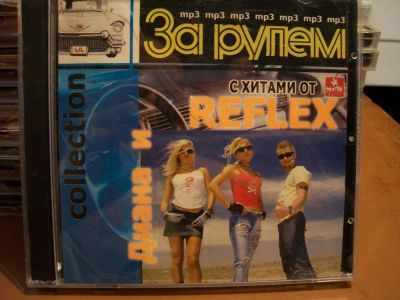 mp3 mp3 mp3 mp3 mp3 mp3 mp3
За рулем
С ХИТАМИ ОТ
REFLEX
Диана и
collection